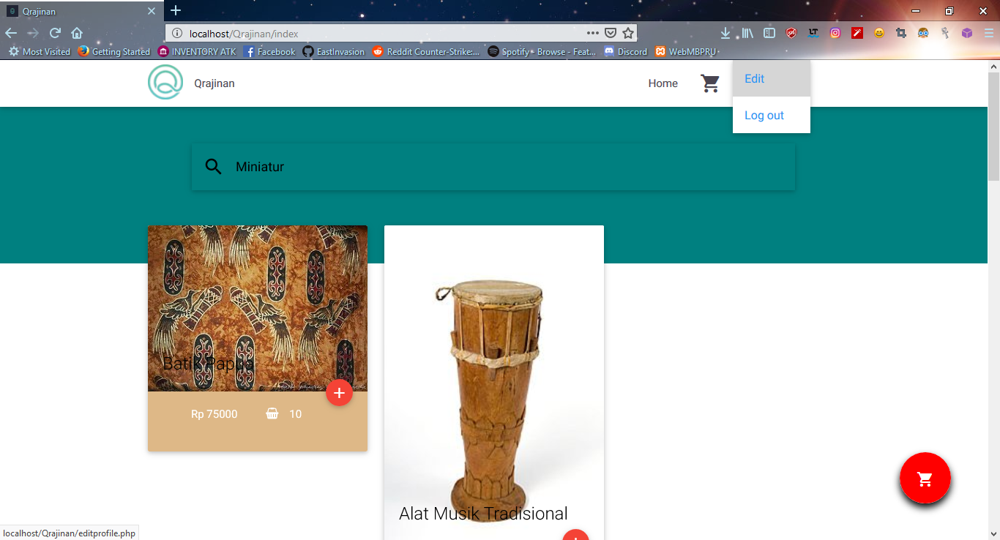 Qrajinan
localhost/Qrajinan/index
Most Visited Getting Started INVENTORY ATK Facebook EastInvasion Reddit Counter-Strike:... Spotify - Browse - Feat... Discord WebMBPRU
Qrajinan Home Edit
Log out
Miniatur
Batik Papua
Rp 75000 10
Alat Musik Tradisional
localhost/Qrajinan/editprofile.php